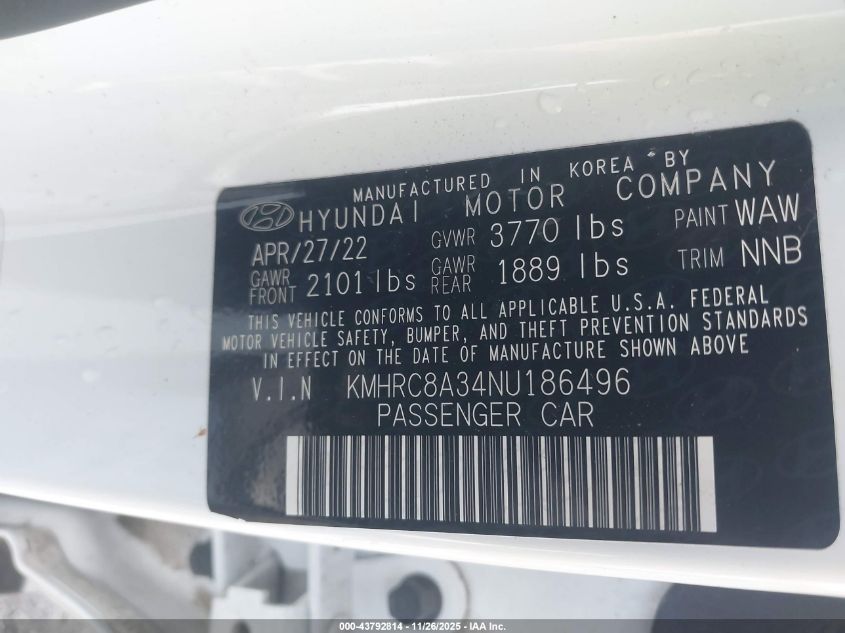 MANUFACTURED IN KOREA BY
HYUNDAI MOTOR COMPANY
APR/27/22 GVWR 3770 lbs PAINT WAW
GAWR FRONT 2101 lbs GAWR REAR 1889 lbs TRIM NNB
THIS VEHICLE CONFORMS TO ALL APPLICABLE U.S.A. FEDERAL
MOTOR VEHICLE SAFETY, BUMPER, AND THEFT PREVENTION STANDARDS
IN EFFECT ON THE DATE OF MANUFACTURE SHOWN ABOVE
V.I.N KMHRC8A34NU186496
PASSENGER CAR
000-43792814 - 11/26/2025 - IAA Inc.